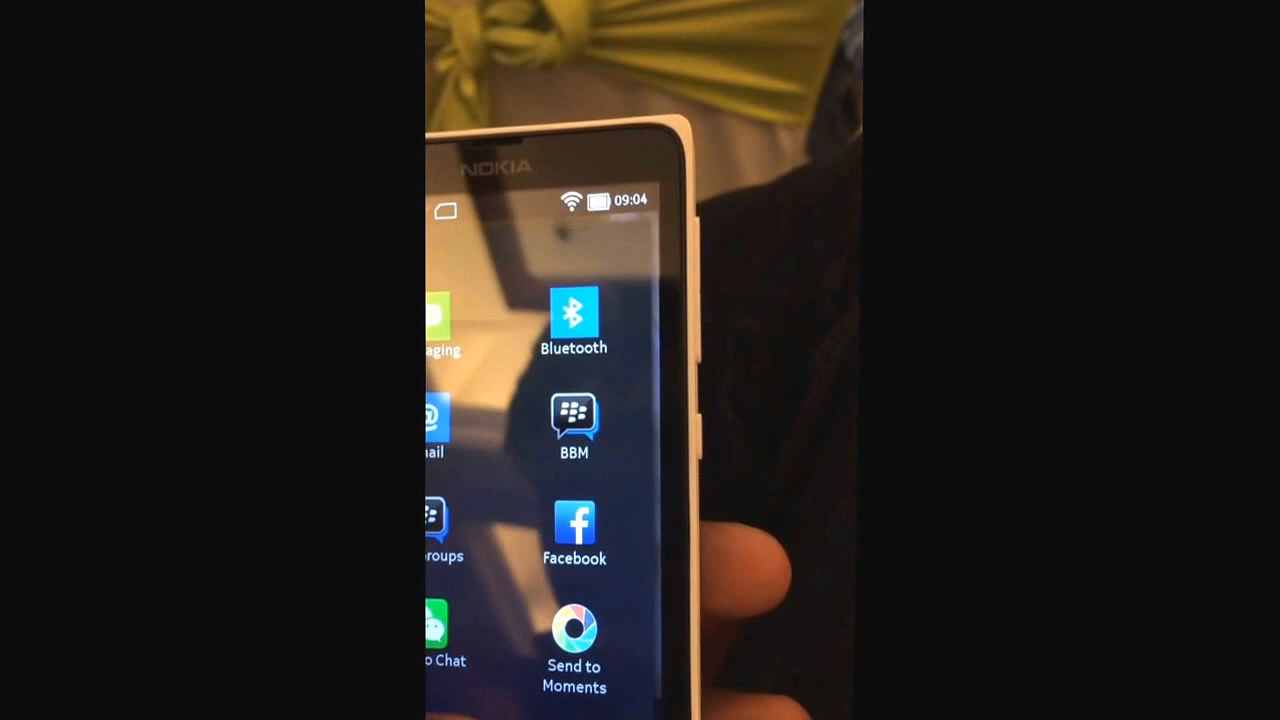 NOKIA
09:04
aging
Bluetooth
ail
BBM
roups
Facebook
o Chat
Send to
Moments